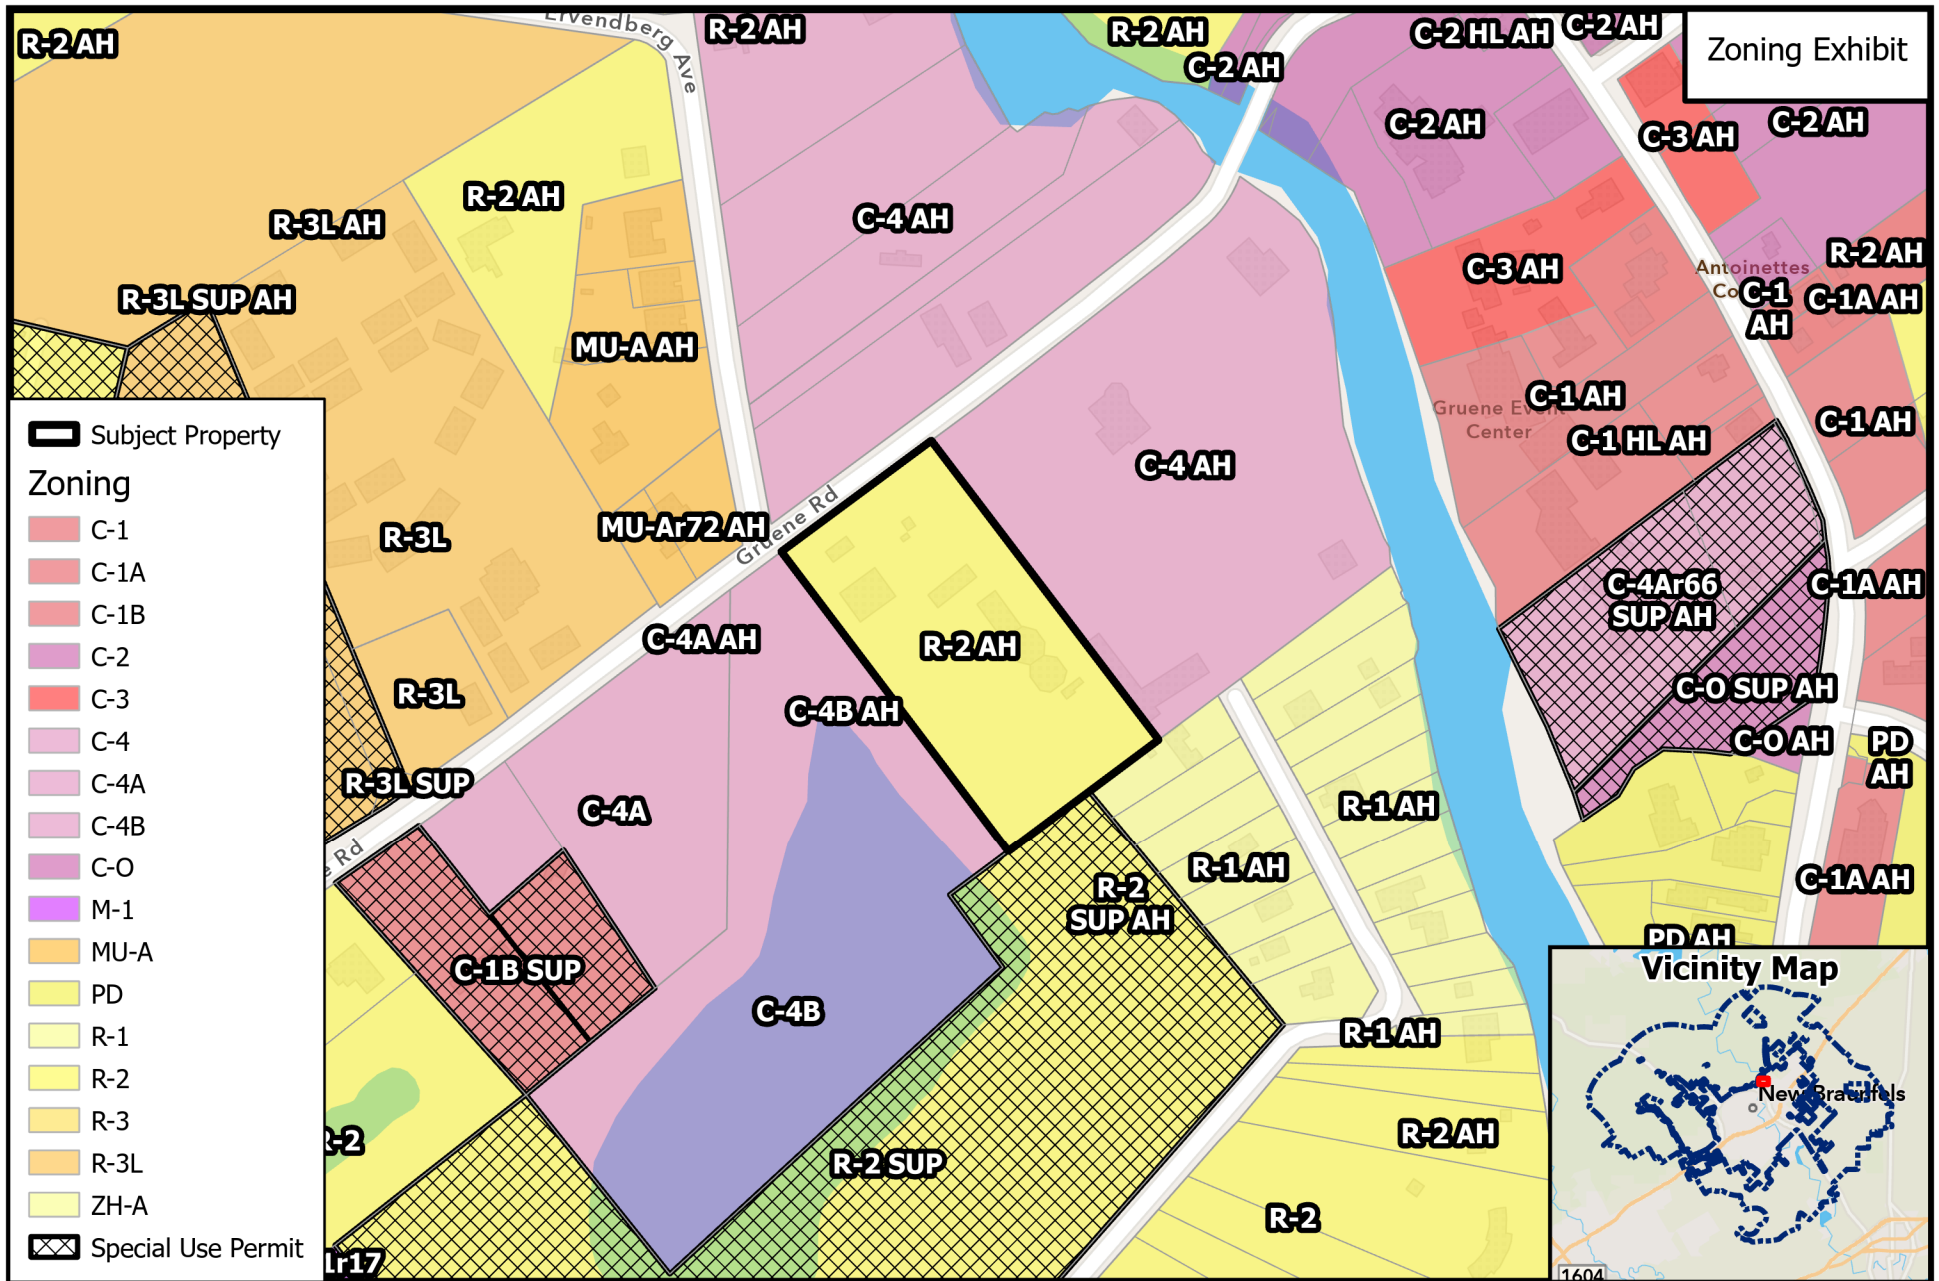 Ervendberg Ave
R-2 AH
R-2 AH
R-2 AH
C-2 AH
C-2 HL AH
C-2 AH
Zoning Exhibit
C-2 AH
C-3 AH
C-2 AH
R-2 AH
R-3L AH
C-4 AH
C-3 AH
Antoinettes
C-1
AH
R-2 AH
C-1A AH
R-3L SUP AH
MU-A AH
Gruene Event
Center
C-1 AH
C-1 HL AH
C-1 AH
C-4 AH
R-3L
MU-Ar72 AH
Gruene Rd
C-4Ar66
SUP AH
C-1A AH
C-4A AH
R-2 AH
C-4B AH
R-3L
C-O SUP AH
C-O AH
PD
AH
R-3L SUP
C-4A
R-1 AH
R-1 AH
R-2
SUP AH
C-1A AH
Rd
C-1B SUP
C-4B
PD AH
R-1 AH
R-2 AH
R-2
R-2 SUP
R-2
1r17
Subject Property
Zoning
C-1
C-1A
C-1B
C-2
C-3
C-4
C-4A
C-4B
C-O
M-1
MU-A
PD
R-1
R-2
R-3
R-3L
ZH-A
Special Use Permit
Vicinity Map
New Braunfels
1604